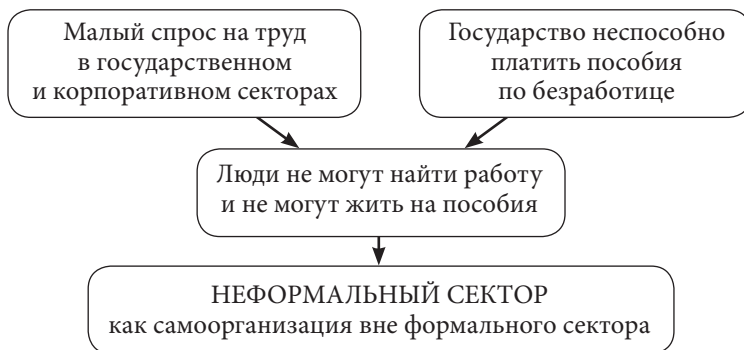 Малый спрос на труд
в государственном
и корпоративном секторах
Государство неспособно
платить пособия
по безработице
Люди не могут найти работу
и не могут жить на пособия
НЕФОРМАЛЬНЫЙ СЕКТОР
как самоорганизация вне формального сектора